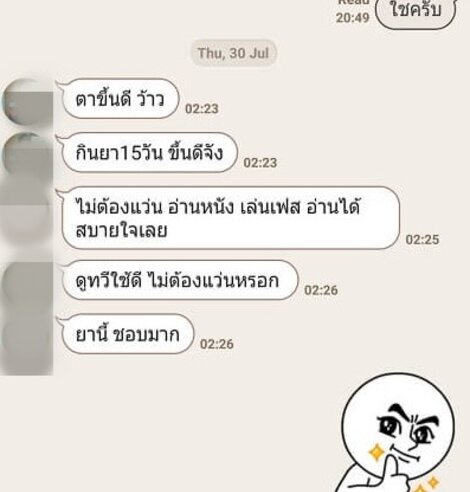 Read
20:49
ใชครับ
Thu, 30 Jul
ตาขึ้นดี ว้าว
02:23
กินยา15วัน ขึ้นดีจัง
02:23
ไม่ต้องแว่น อ่านหนัง เล่นเฟส อ่านได้
สบายใจเลย
02:25
ดูทวีใช้ดี ไม่ต้องแว่นหรอก
02:26
ยานี้ ชอบมาก
02:26